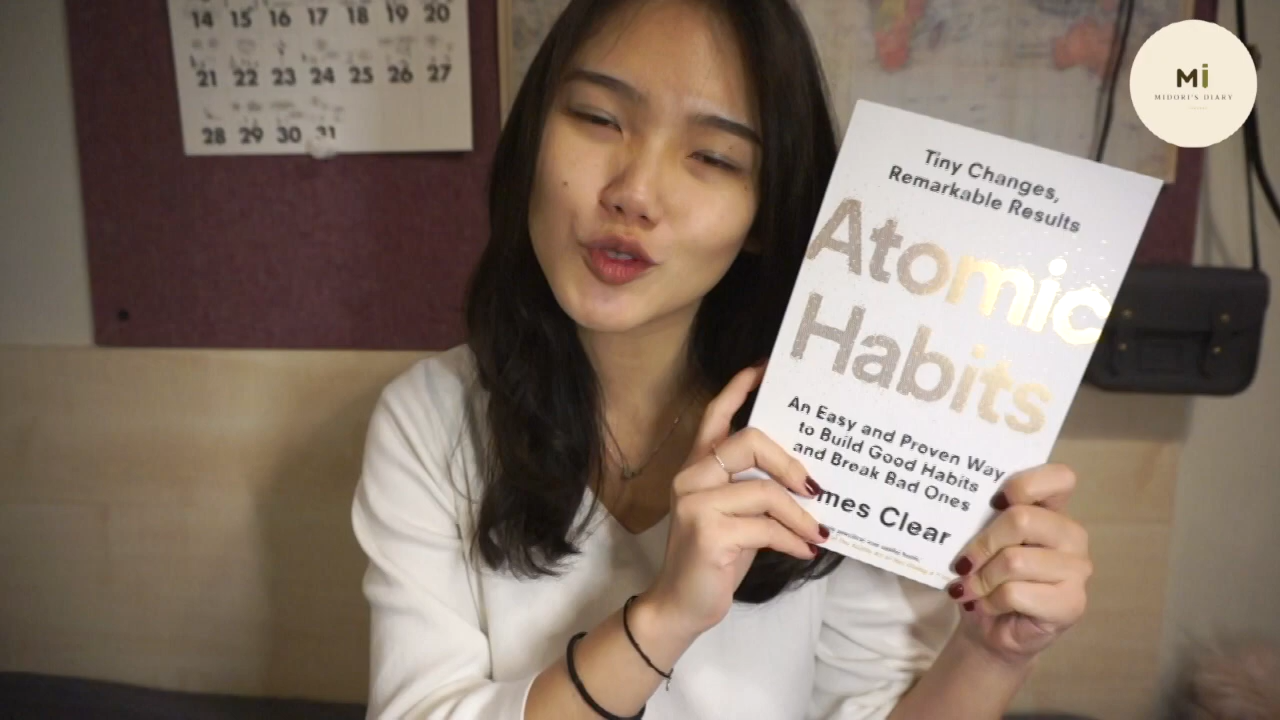 14 15 16 17 18 19 20
21 22 23 24 25 26 27
28 29 30 31
Mi
MIDORI'S DIARY
Tiny Changes,
Remarkable Results
Atomic
Habits
An Easy and Proven Way
to Build Good Habits
and Break Bad Ones
mes Clear